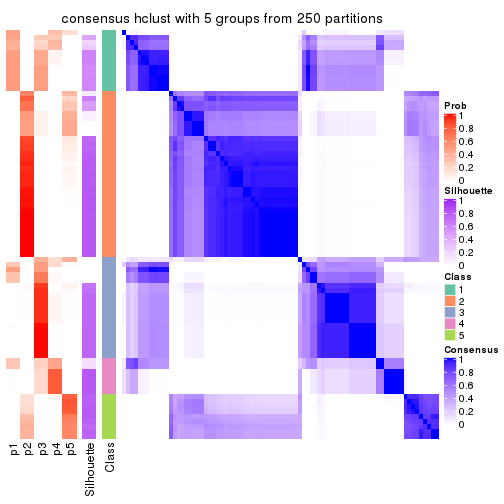 consensus hclust with 5 groups from 250 partitions
Prob
1
0.8
0.6
0.4
0.2
0
Silhouette
1
0.8
0.6
0.4
0.2
0
Class
1
2
3
4
5
Consensus
1
0.8
0.6
0.4
0.2
0
p1
p2
p3
p4
p5
Silhouette
Class